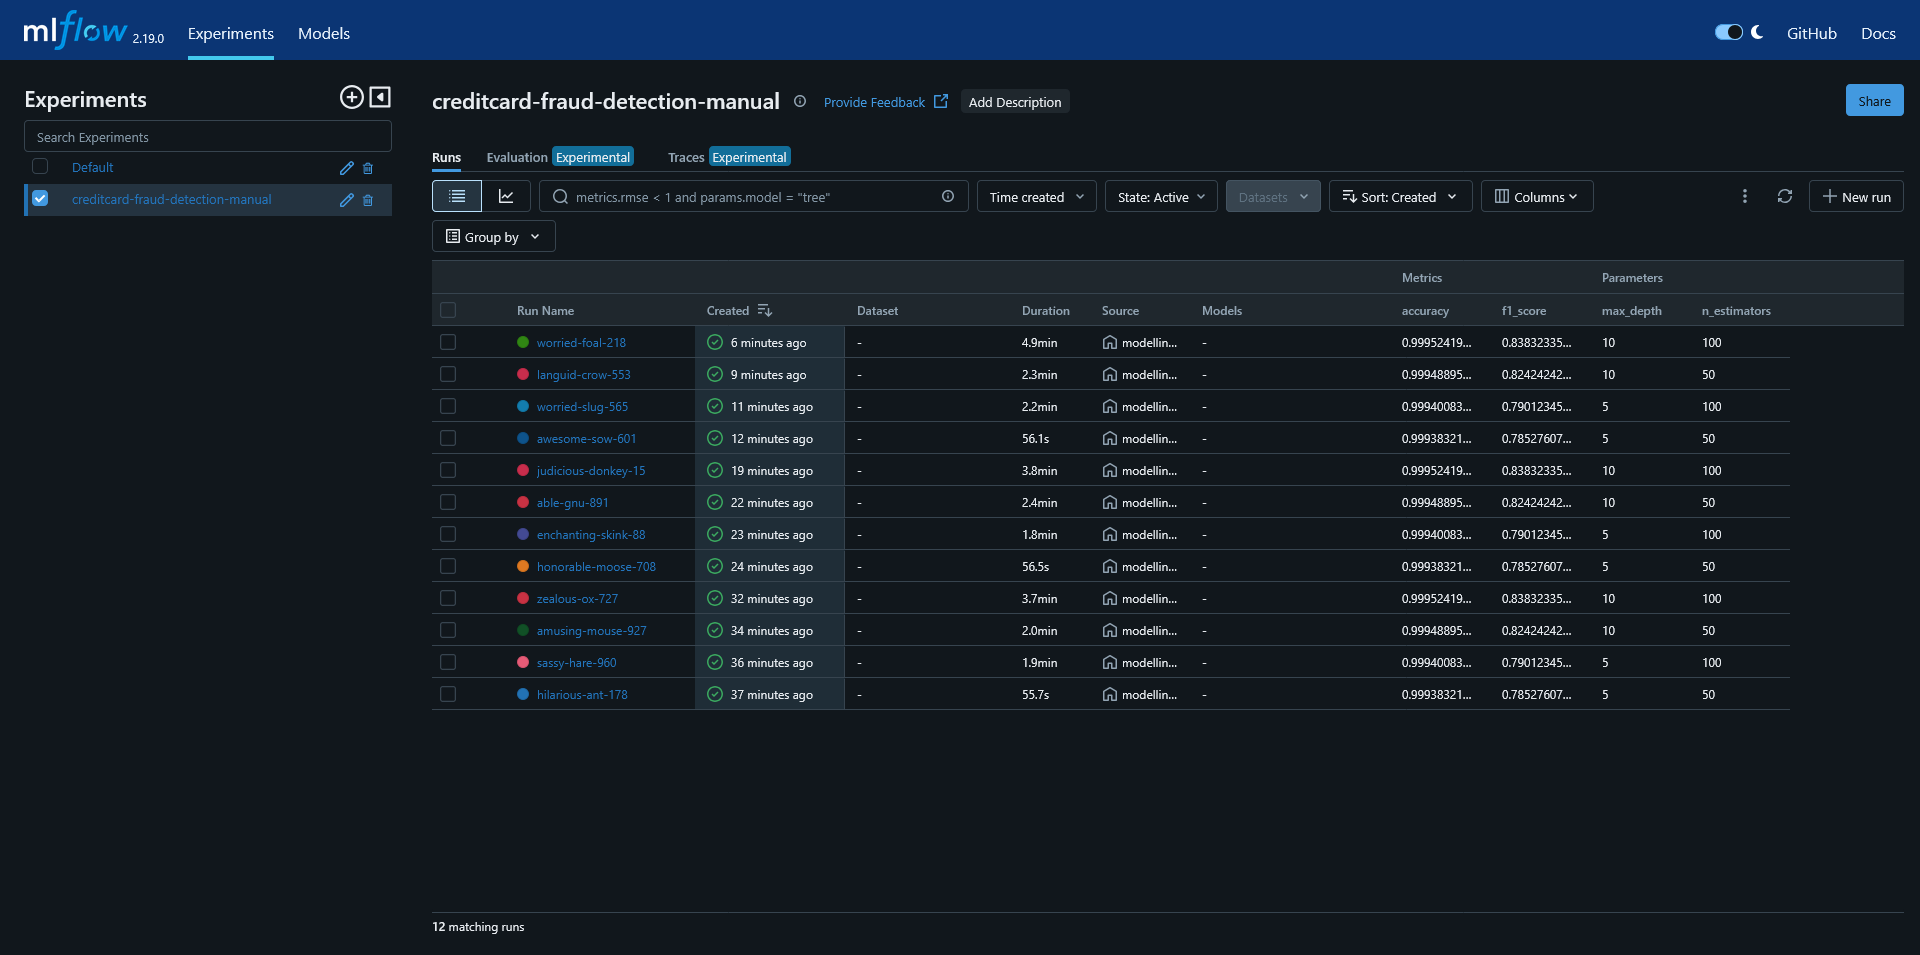 mlflow 2.19.0 Experiments Models GitHub Docs
Experiments
Search Experiments
Default
creditcard-fraud-detection-manual
creditcard-fraud-detection-manual Provide Feedback Add Description Share
Runs Evaluation Experimental Traces Experimental
metrics.rmse < 1 and params.model = "tree" Time created State: Active Datasets Sort: Created Columns New run
Group by
Metrics Parameters
Run Name Created Dataset Duration Source Models accuracy f1_score max_depth n_estimators
worried-foal-218 6 minutes ago - 4.9min modellin... - 0.99952419... 0.83832335... 10 100
languid-crow-553 9 minutes ago - 2.3min modellin... - 0.99948895... 0.82424242... 10 50
worried-slug-565 11 minutes ago - 2.2min modellin... - 0.99940083... 0.79012345... 5 100
awesome-sow-601 12 minutes ago - 56.1s modellin... - 0.99938321... 0.78527607... 5 50
judicious-donkey-15 19 minutes ago - 3.8min modellin... - 0.99952419... 0.83832335... 10 100
able-gnu-891 22 minutes ago - 2.4min modellin... - 0.99948895... 0.82424242... 10 50
enchanting-skink-88 23 minutes ago - 1.8min modellin... - 0.99940083... 0.79012345... 5 100
honorable-moose-708 24 minutes ago - 56.5s modellin... - 0.99938321... 0.78527607... 5 50
zealous-ox-727 32 minutes ago - 3.7min modellin... - 0.99952419... 0.83832335... 10 100
amusing-mouse-927 34 minutes ago - 2.0min modellin... - 0.99948895... 0.82424242... 10 50
sassy-hare-960 36 minutes ago - 1.9min modellin... - 0.99940083... 0.79012345... 5 100
hilarious-ant-178 37 minutes ago - 55.7s modellin... - 0.99938321... 0.78527607... 5 50
12 matching runs